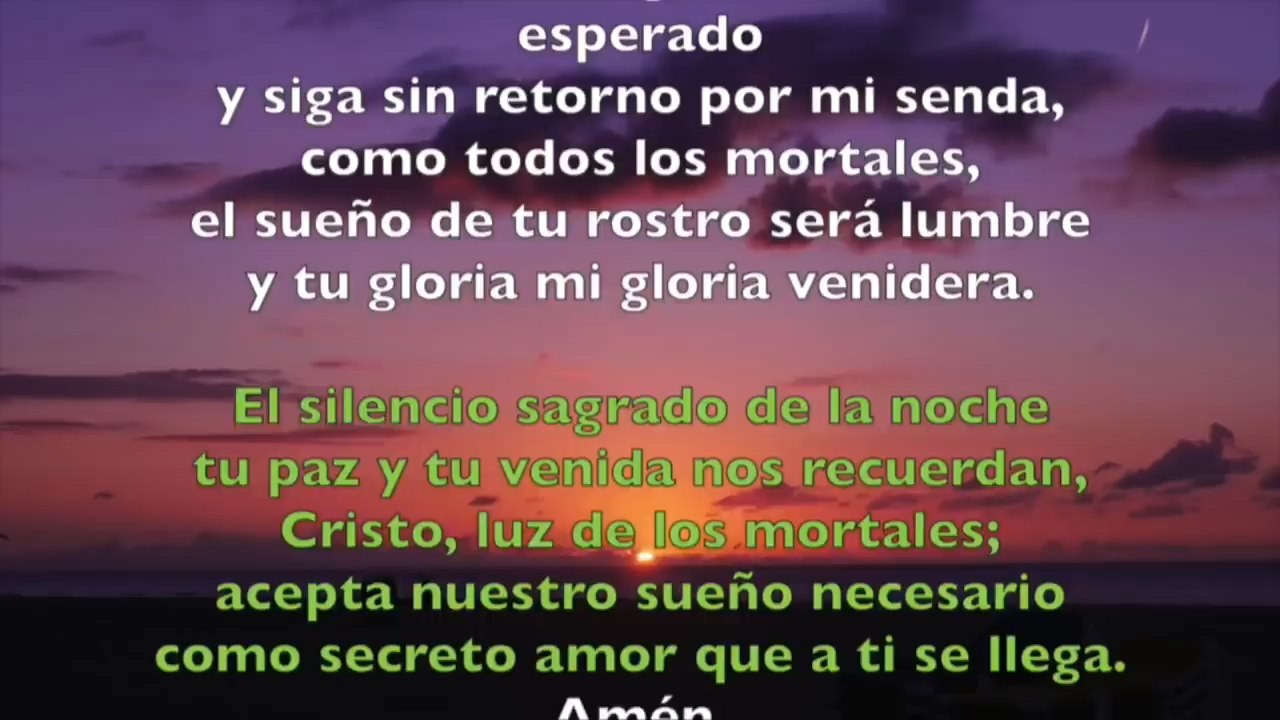 esperado
y siga sin retorno por mi senda,
como todos los mortales,
el sueño de tu rostro será lumbre
y tu gloria mi gloria venidera.
El silencio sagrado de la noche
tu paz y tu venida nos recuerdan,
Cristo, luz de los mortales;
acepta nuestro sueño necesario
como secreto amor que a ti se llega.
Amén